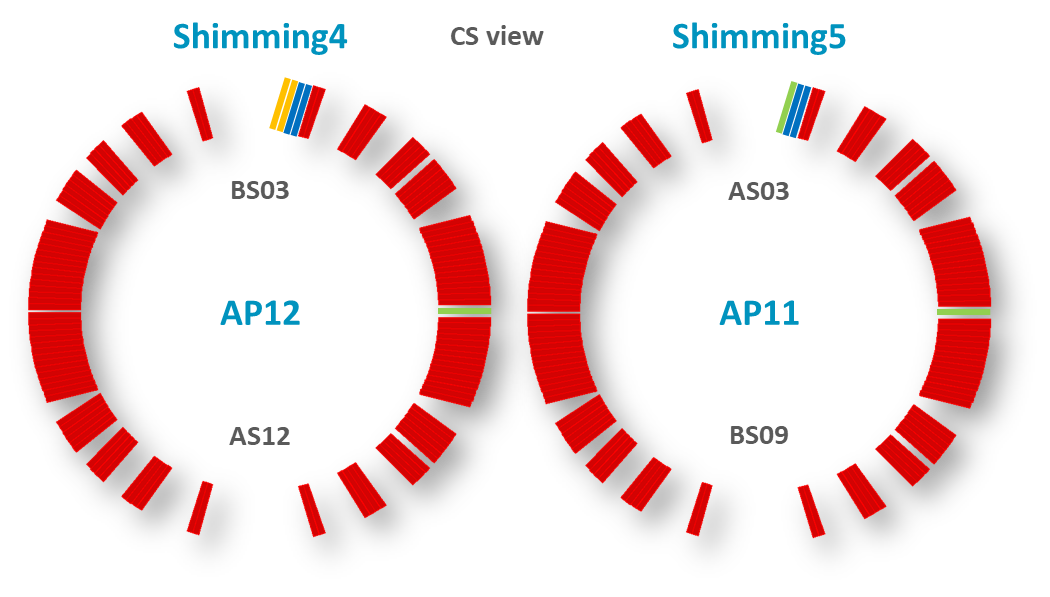 Shimming4
CS view
Shimming5
BS03
AS03
AP12
AP11
AS12
BS09